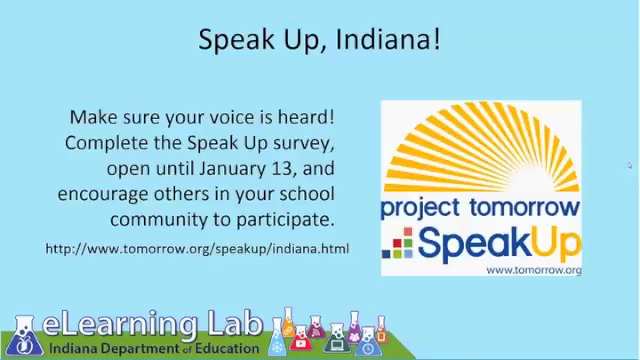 Speak Up, Indiana!
Make sure your voice is heard!
Complete the Speak Up survey,
open until January 13, and
encourage others in your school
community to participate.
http://www.tomorrow.org/speakup/indiana.html
project tomorrow
SpeakUp
www.tomorrow.org
eLearning Lab
Indiana Department of Education